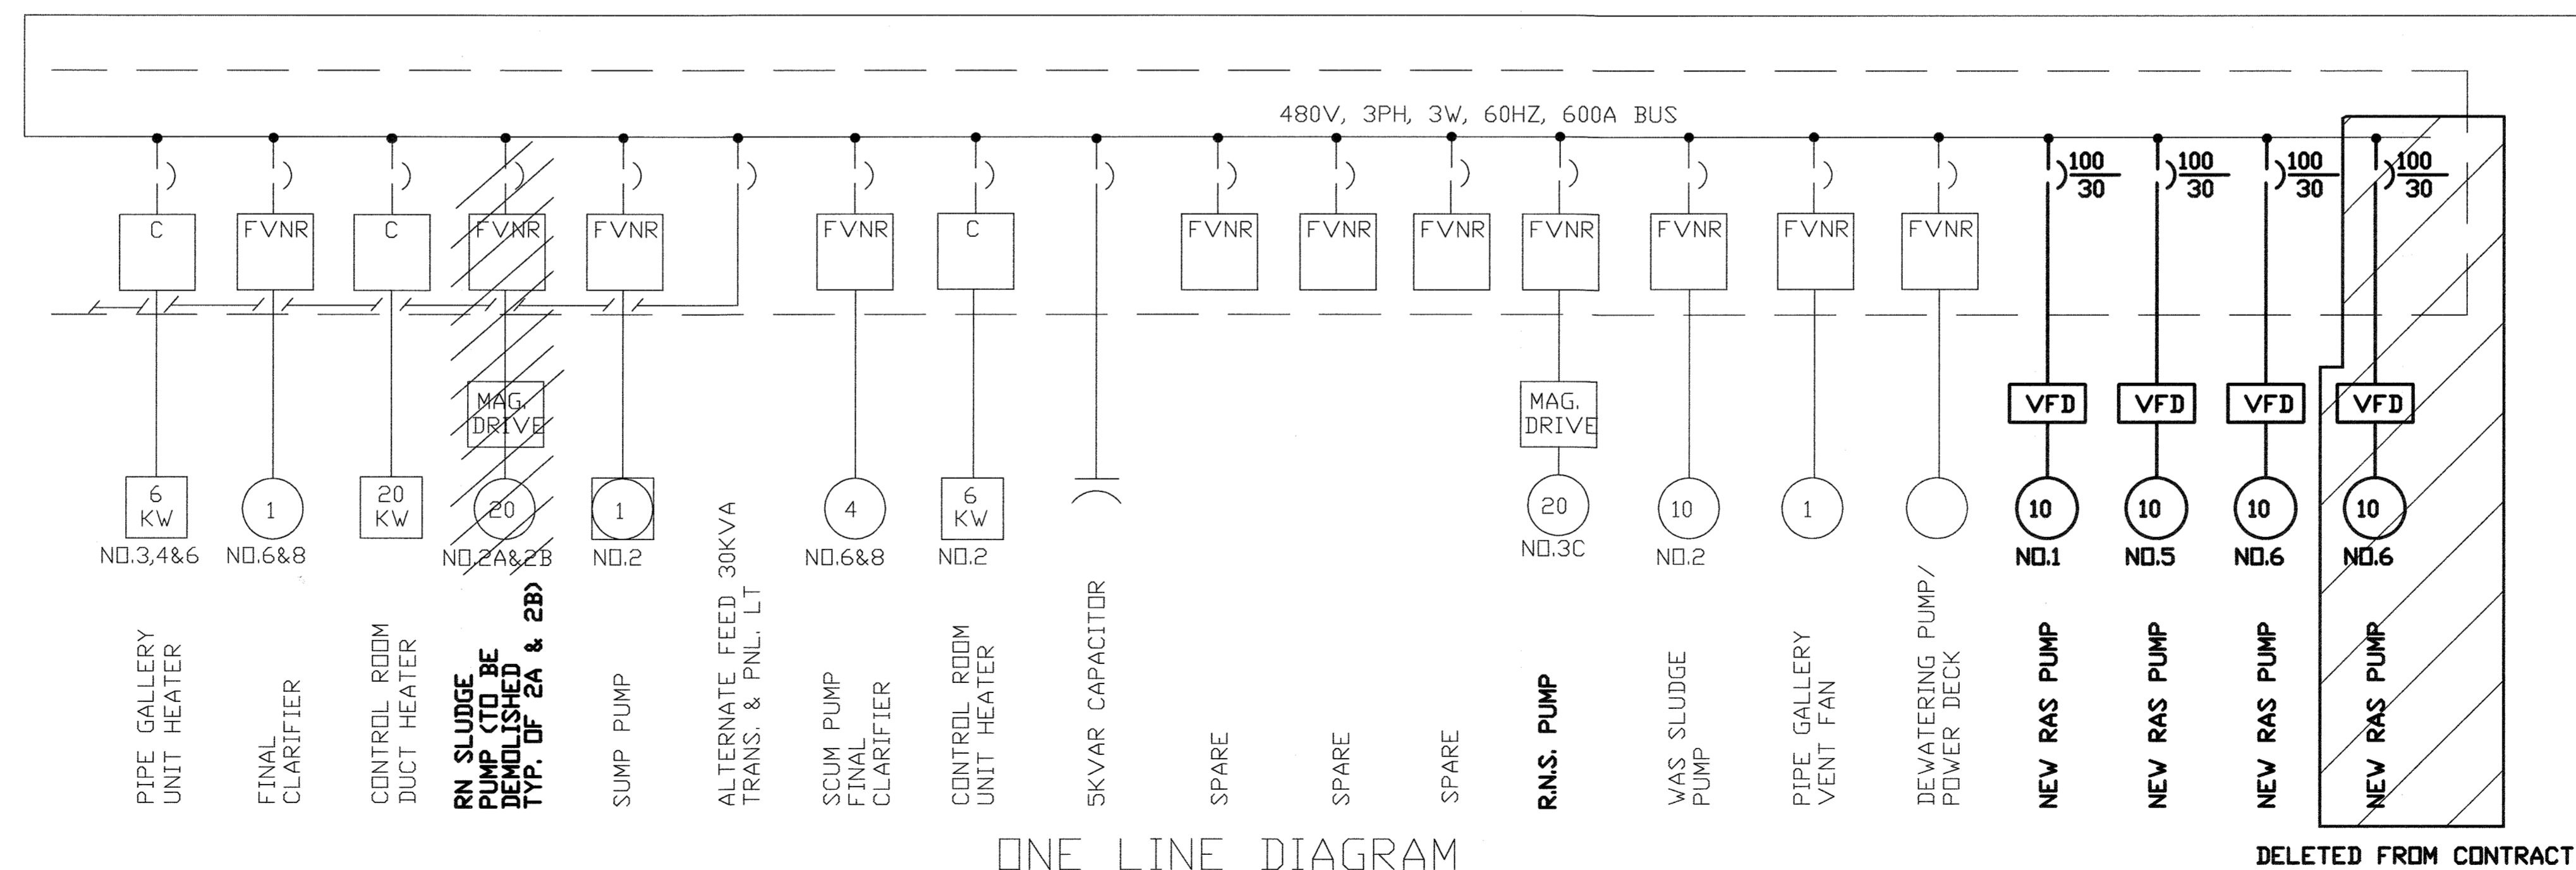 480V, 3PH, 3W, 60HZ, 600A BUS
100
30
100
30
100
30
100
30
C
FVNR
C
FVNR
FVNR
FVNR
C
FVNR
FVNR
FVNR
FVNR
FVNR
FVNR
FVNR
MAG.
DRIVE
MAG.
DRIVE
VFD
VFD
VFD
VFD
6
KW
1
20
KW
20
1
4
6
KW
20
10
1
10
10
10
10
NO.3,4&6
NO.6&8
NO.2A&2B
NO.2
NO.6&8
NO.2
NO.3C
NO.2
NO.1
NO.5
NO.6
NO.6
PIPE GALLERY
UNIT HEATER
FINAL
CLARIFIER
CONTROL ROOM
DUCT HEATER
RN SLUDGE
PUMP (TO BE
DEMOLISHED
TYP. OF 2A & 2B)
SUMP PUMP
ALTERNATE FEED 30KVA
TRANS. & PNL. LT
SCUM PUMP
FINAL
CLARIFIER
CONTROL ROOM
UNIT HEATER
5KVAR CAPACITOR
SPARE
SPARE
SPARE
R.N.S. PUMP
WAS SLUDGE
PUMP
PIPE GALLERY
VENT FAN
DEWATERING PUMP/
POWER DECK
NEW RAS PUMP
NEW RAS PUMP
NEW RAS PUMP
NEW RAS PUMP
ONE LINE DIAGRAM
DELETED FROM CONTRACT